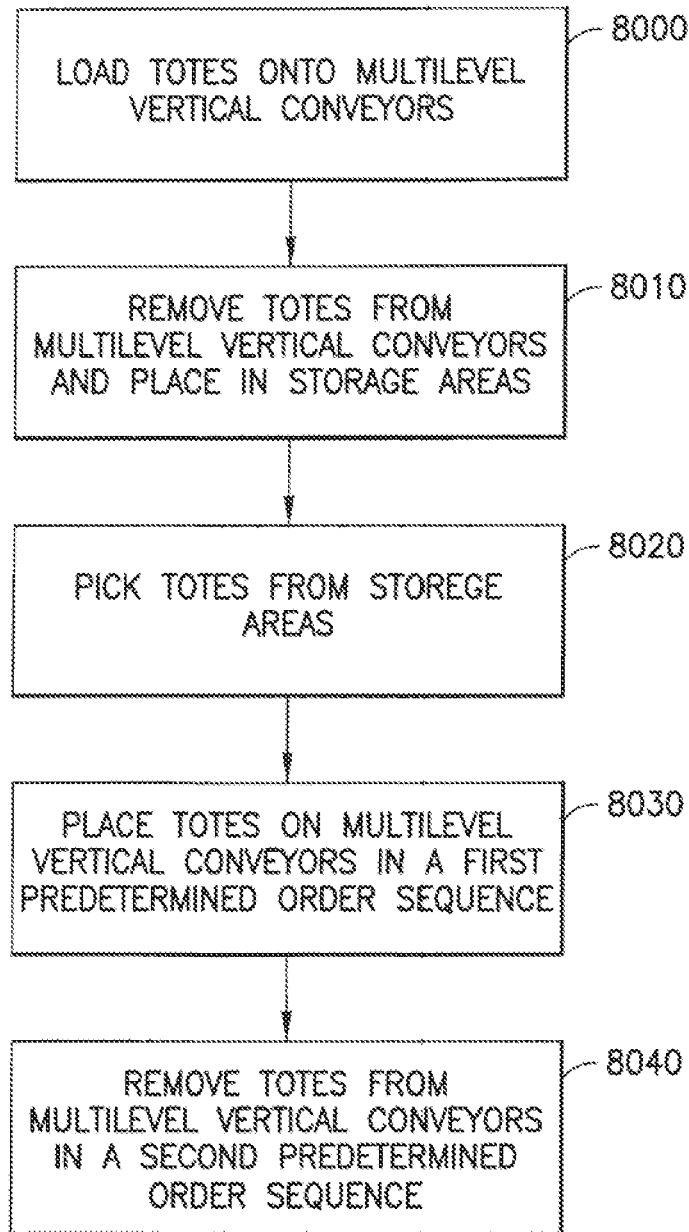 8000
LOAD TOTES ONTO MULTILEVEL
VERTICAL CONVEYORS
8010
REMOVE TOTES FROM
MULTILEVEL VERTICAL CONVEYORS
AND PLACE IN STORAGE AREAS
8020
PICK TOTES FROM STOREGE
AREAS
8030
PLACE TOTES ON MULTILEVEL
VERTICAL CONVEYORS IN A FIRST
PREDETERMINED ORDER SEQUENCE
8040
REMOVE TOTES FROM
MULTILEVEL VERTICAL CONVEYORS
IN A SECOND PREDETERMINED
ORDER SEQUENCE